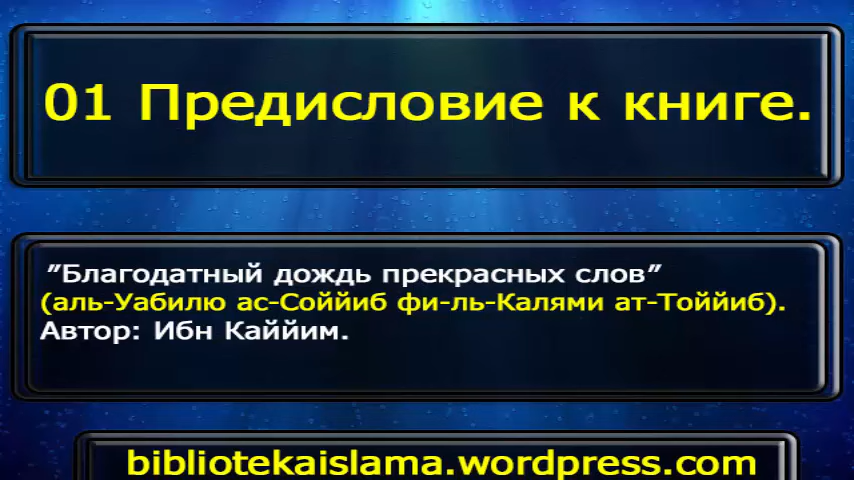 01 Предисловие к книге.
"Благодатный дождь прекрасных слов"
(аль-Уабилю ас-Соййиб фи-ль-Калями ат-Тоййиб).
Автор: Ибн Каййим.
bibliotekaislama.wordpress.com